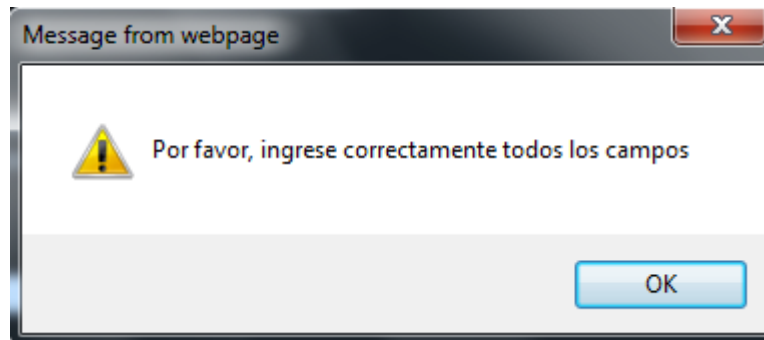 Message from webpage
Por favor, ingrese correctamente todos los campos
OK